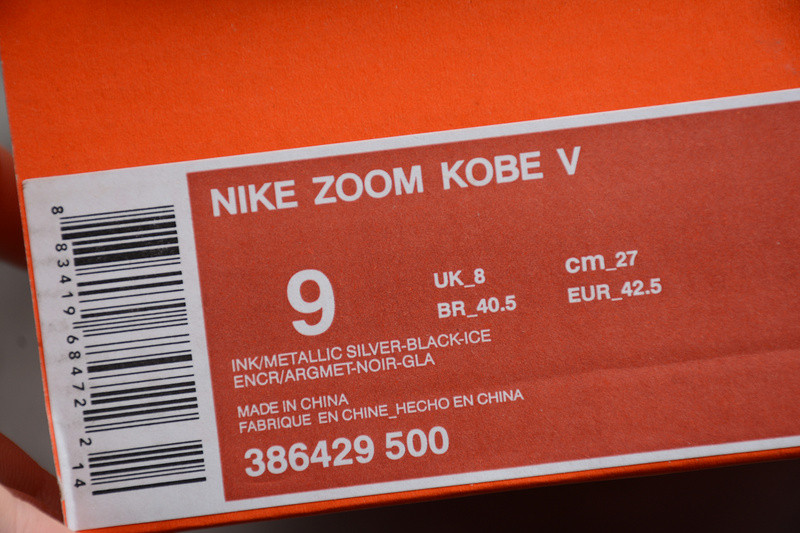 NIKE ZOOM KOBE V
9
UK_8
cm_27
BR_40.5
EUR_42.5
INK/METALLIC SILVER-BLACK-ICE
ENCR/ARGMET-NOIR-GLA
MADE IN CHINA
FABRIQUE EN CHINE_HECHO EN CHINA
386429 500
8 83419 68472 2 14